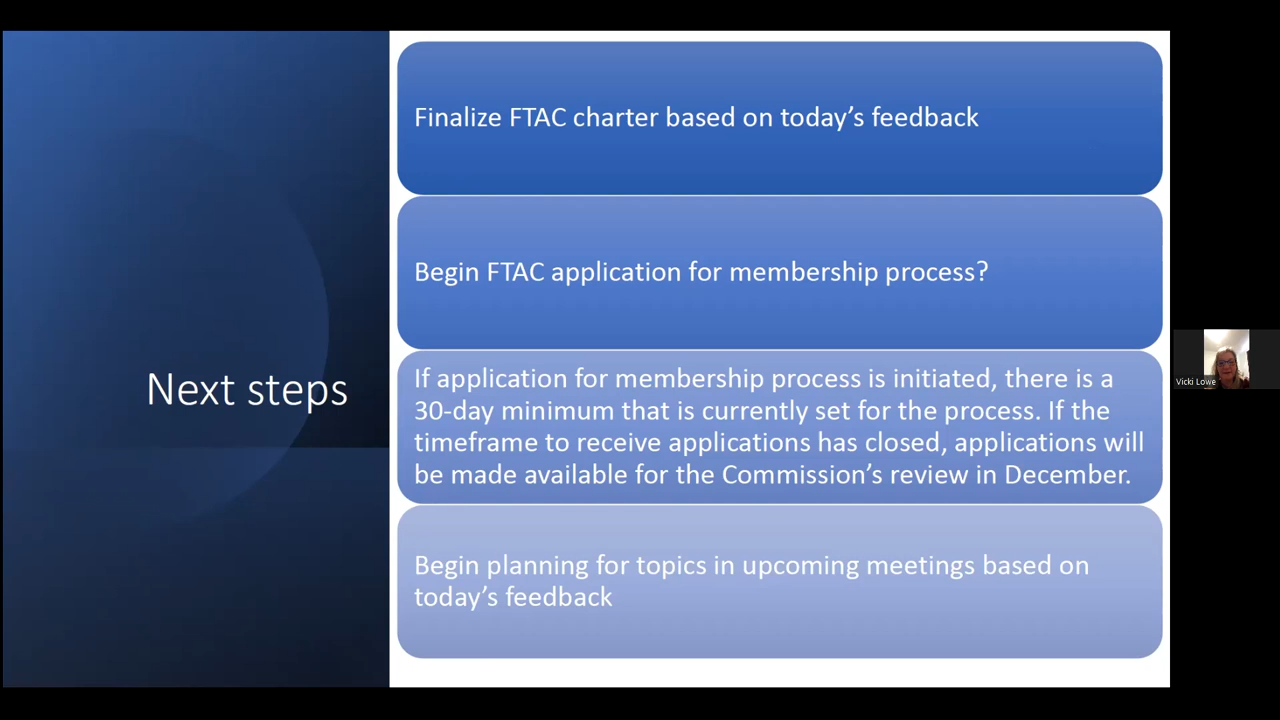 Next steps
Finalize FTAC charter based on today’s feedback
Begin FTAC application for membership process?
If application for membership process is initiated, there is a
30-day minimum that is currently set for the process. If the
timeframe to receive applications has closed, applications will
be made available for the Commission’s review in December.
Begin planning for topics in upcoming meetings based on
today’s feedback
Vicki Lowe